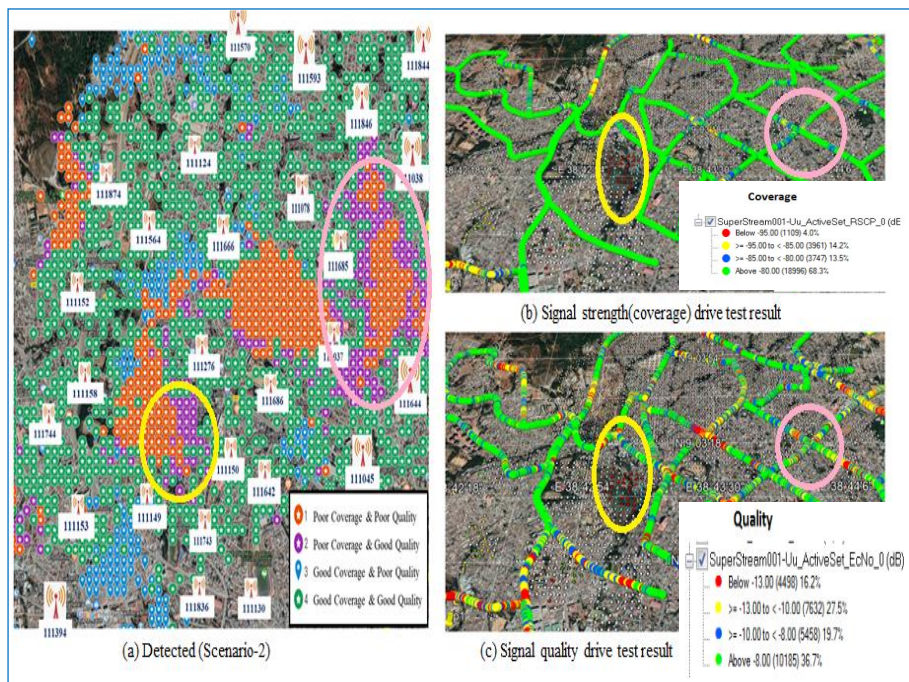 111570
111593
111844
111846
111124
111874
111078
111564
111666
111685
111152
111276
111158
111686
111644
111744
111150
111045
111642
111153
111149
111743
111836
111130
111394
1 Poor Coverage & Poor Quality
2 Poor Coverage & Good Quality
3 Good Coverage & Poor Quality
4 Good Coverage & Good Quality
(a) Detected (Scenario-2)
Coverage
SuperStream001-Uu_ActiveSet_RSCP_0 (dE
Below -95.00 (1109) 4.0%
>= -95.00 to < -85.00 (3961) 14.2%
>= -85.00 to < -80.00 (3747) 13.5%
Above -80.00 (18996) 68.3%
(b) Signal strength(coverage) drive test result
E 38:43:30
Quality
SuperStream001-Uu_ActiveSet_EcNo_0 (dB)
Below -13.00 (4498) 16.2%
>= -13.00 to < -10.00 (7632) 27.5%
>= -10.00 to < -8.00 (5458) 19.7%
Above -8.00 (10185) 36.7%
(c) Signal quality drive test result